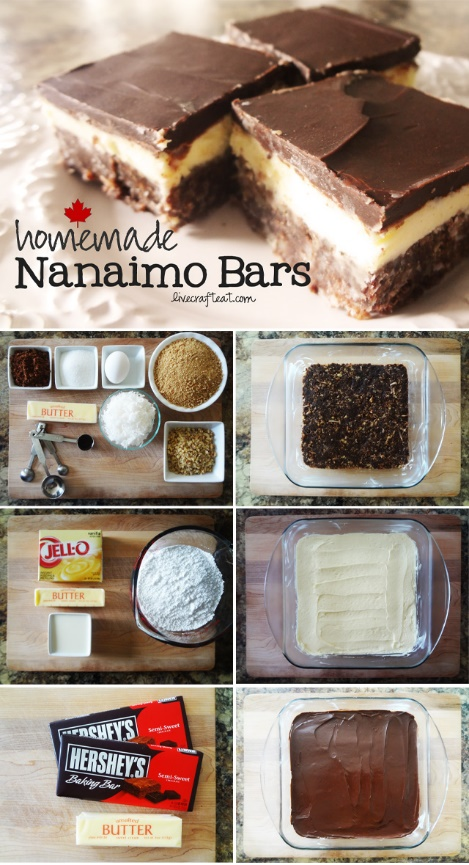 homemade
Nanaimo Bars
livecrafteat.com
BUTTER
JELL-O
BUTTER
HERSHEY'S
SEMI-SWEET
HERSHEY'S
Baking Bar
SEMI-SWEET
BUTTER